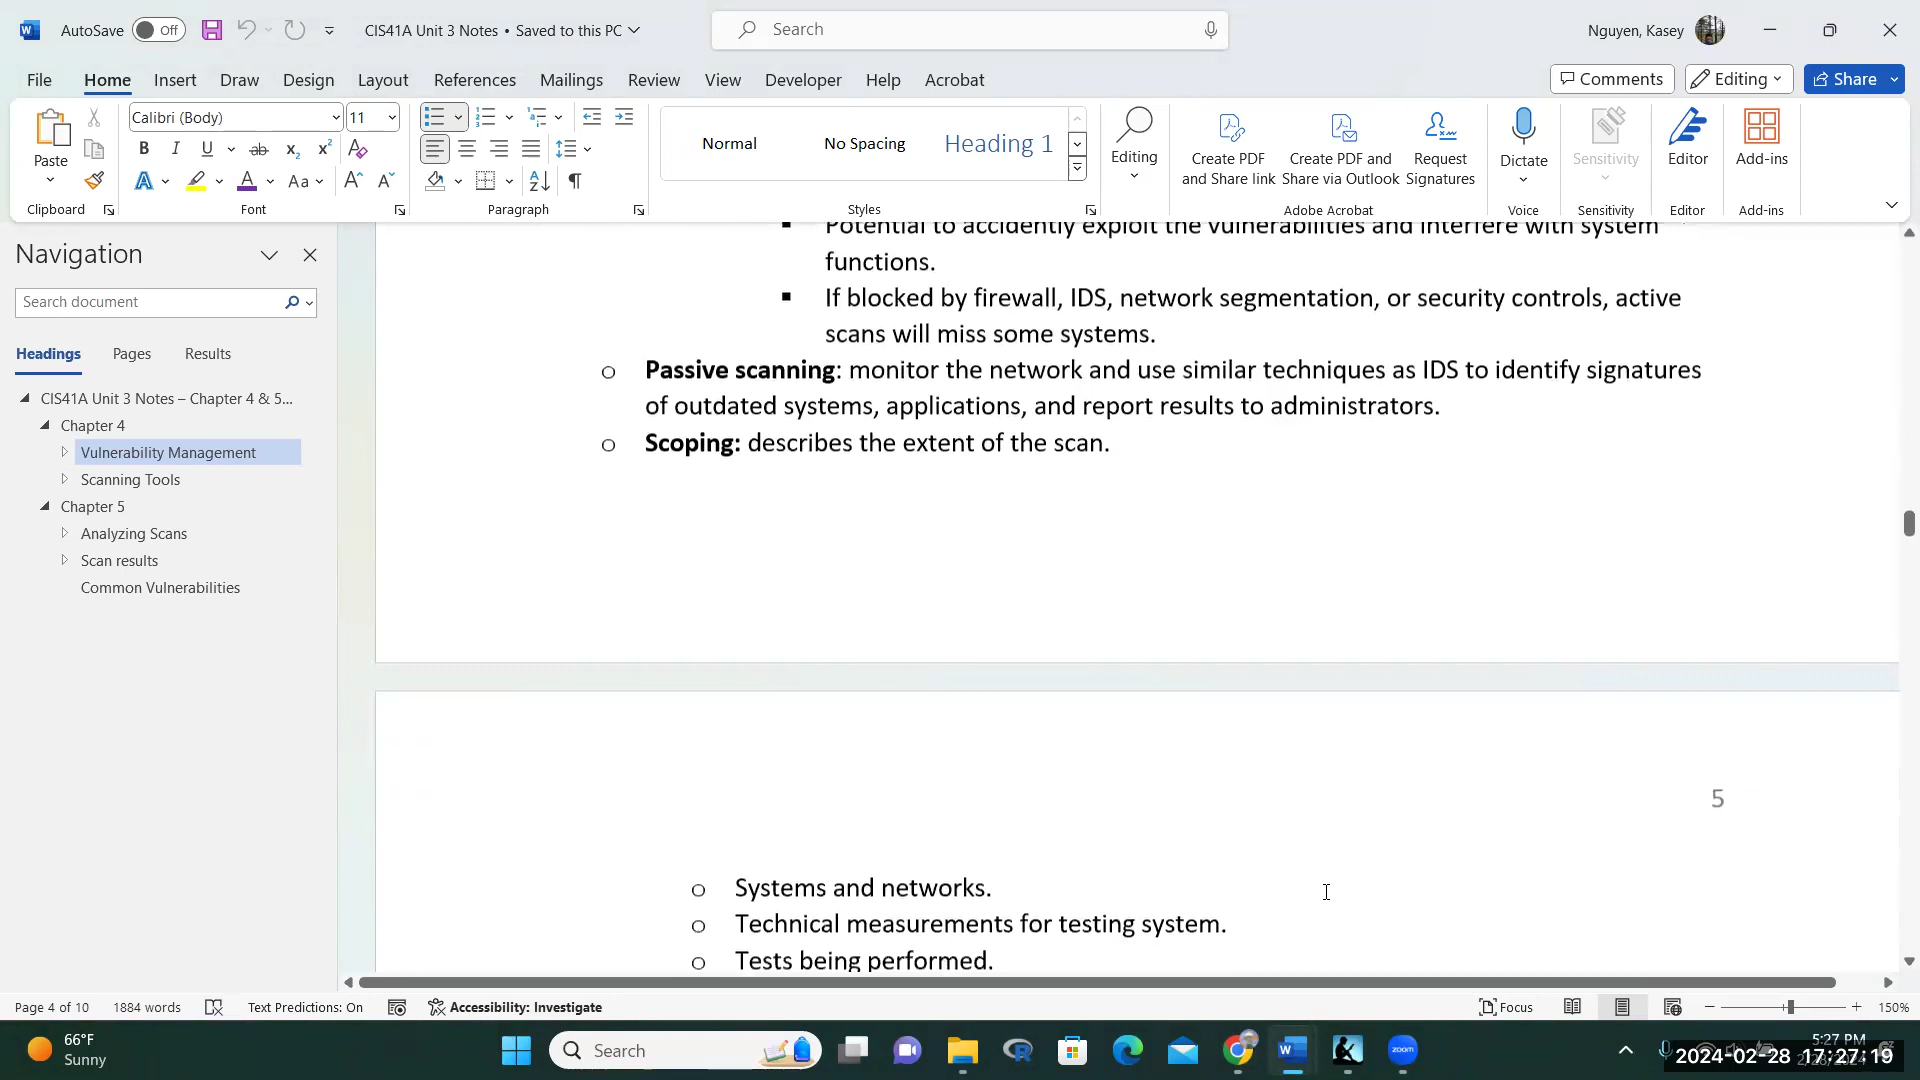 AutoSave Off CIS41A Unit 3 Notes • Saved to this PC Search Nguyen, Kasey
File Home Insert Draw Design Layout References Mailings Review View Developer Help Acrobat Comments Editing Share
Paste Calibri (Body) 11 Normal No Spacing Heading 1 Editing Create PDF and Share link Create PDF and Share via Outlook Request Signatures Dictate Sensitivity Editor Add-ins
Clipboard Font Paragraph Styles Adobe Acrobat Voice Sensitivity Editor Add-ins
Navigation
Search document
Headings Pages Results
CIS41A Unit 3 Notes – Chapter 4 & 5...
Chapter 4
Vulnerability Management
Scanning Tools
Chapter 5
Analyzing Scans
Scan results
Common Vulnerabilities
Potential to accidently exploit the vulnerabilities and interfere with system
functions.
If blocked by firewall, IDS, network segmentation, or security controls, active
scans will miss some systems.
Passive scanning: monitor the network and use similar techniques as IDS to identify signatures
of outdated systems, applications, and report results to administrators.
Scoping: describes the extent of the scan.
5
Systems and networks.
Technical measurements for testing system.
Tests being performed.
Page 4 of 10 1884 words Text Predictions: On Accessibility: Investigate Focus 150%
66°F
Sunny
Search
zoom
5:27 PM
2024-02-28 17:27:19